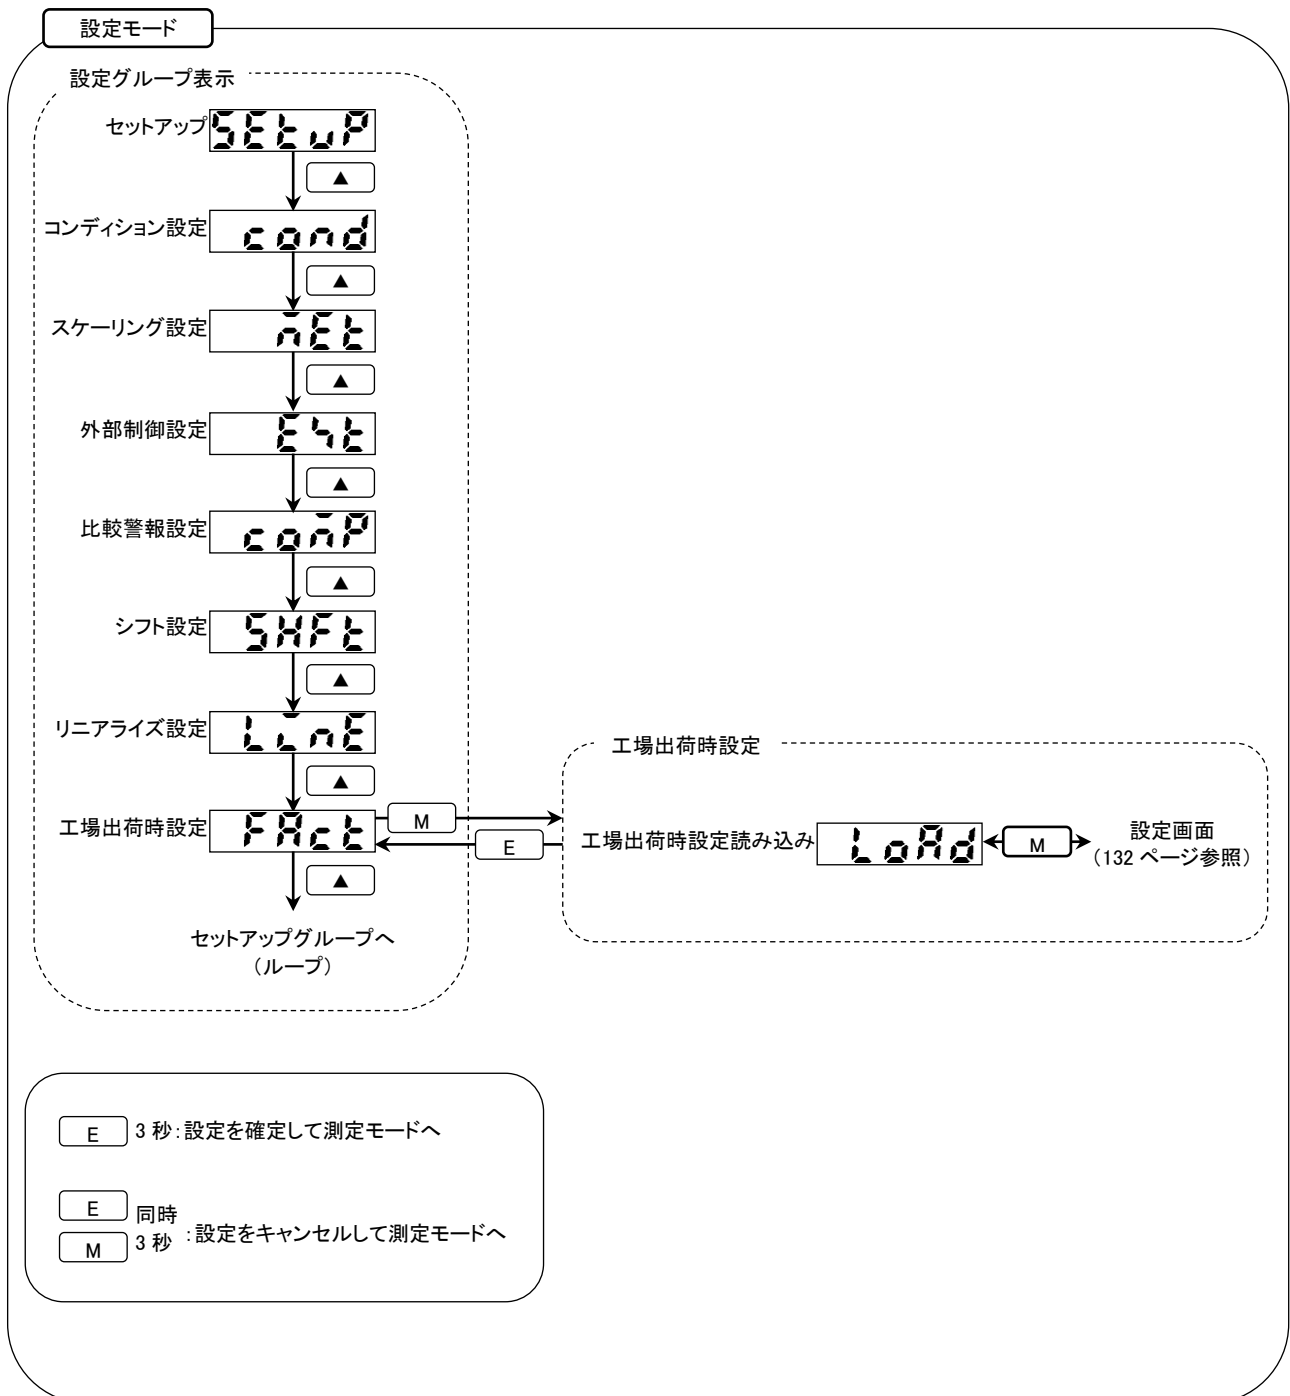 設定モード
設定グループ表示
セットアップ SEtuP
▲
コンディション設定 cond
▲
スケーリング設定 mEt
▲
外部制御設定 Ext
▲
比較警報設定 comP
▲
シフト設定 SHFt
▲
リニアライズ設定 LinE
▲
工場出荷時設定 FAct
M
E
▲
セットアップグループへ
(ループ)
工場出荷時設定
工場出荷時設定読み込み LoAd
M
設定画面
(132 ページ参照)
E 3 秒:設定を確定して測定モードへ
E 同時
M 3 秒 :設定をキャンセルして測定モードへ